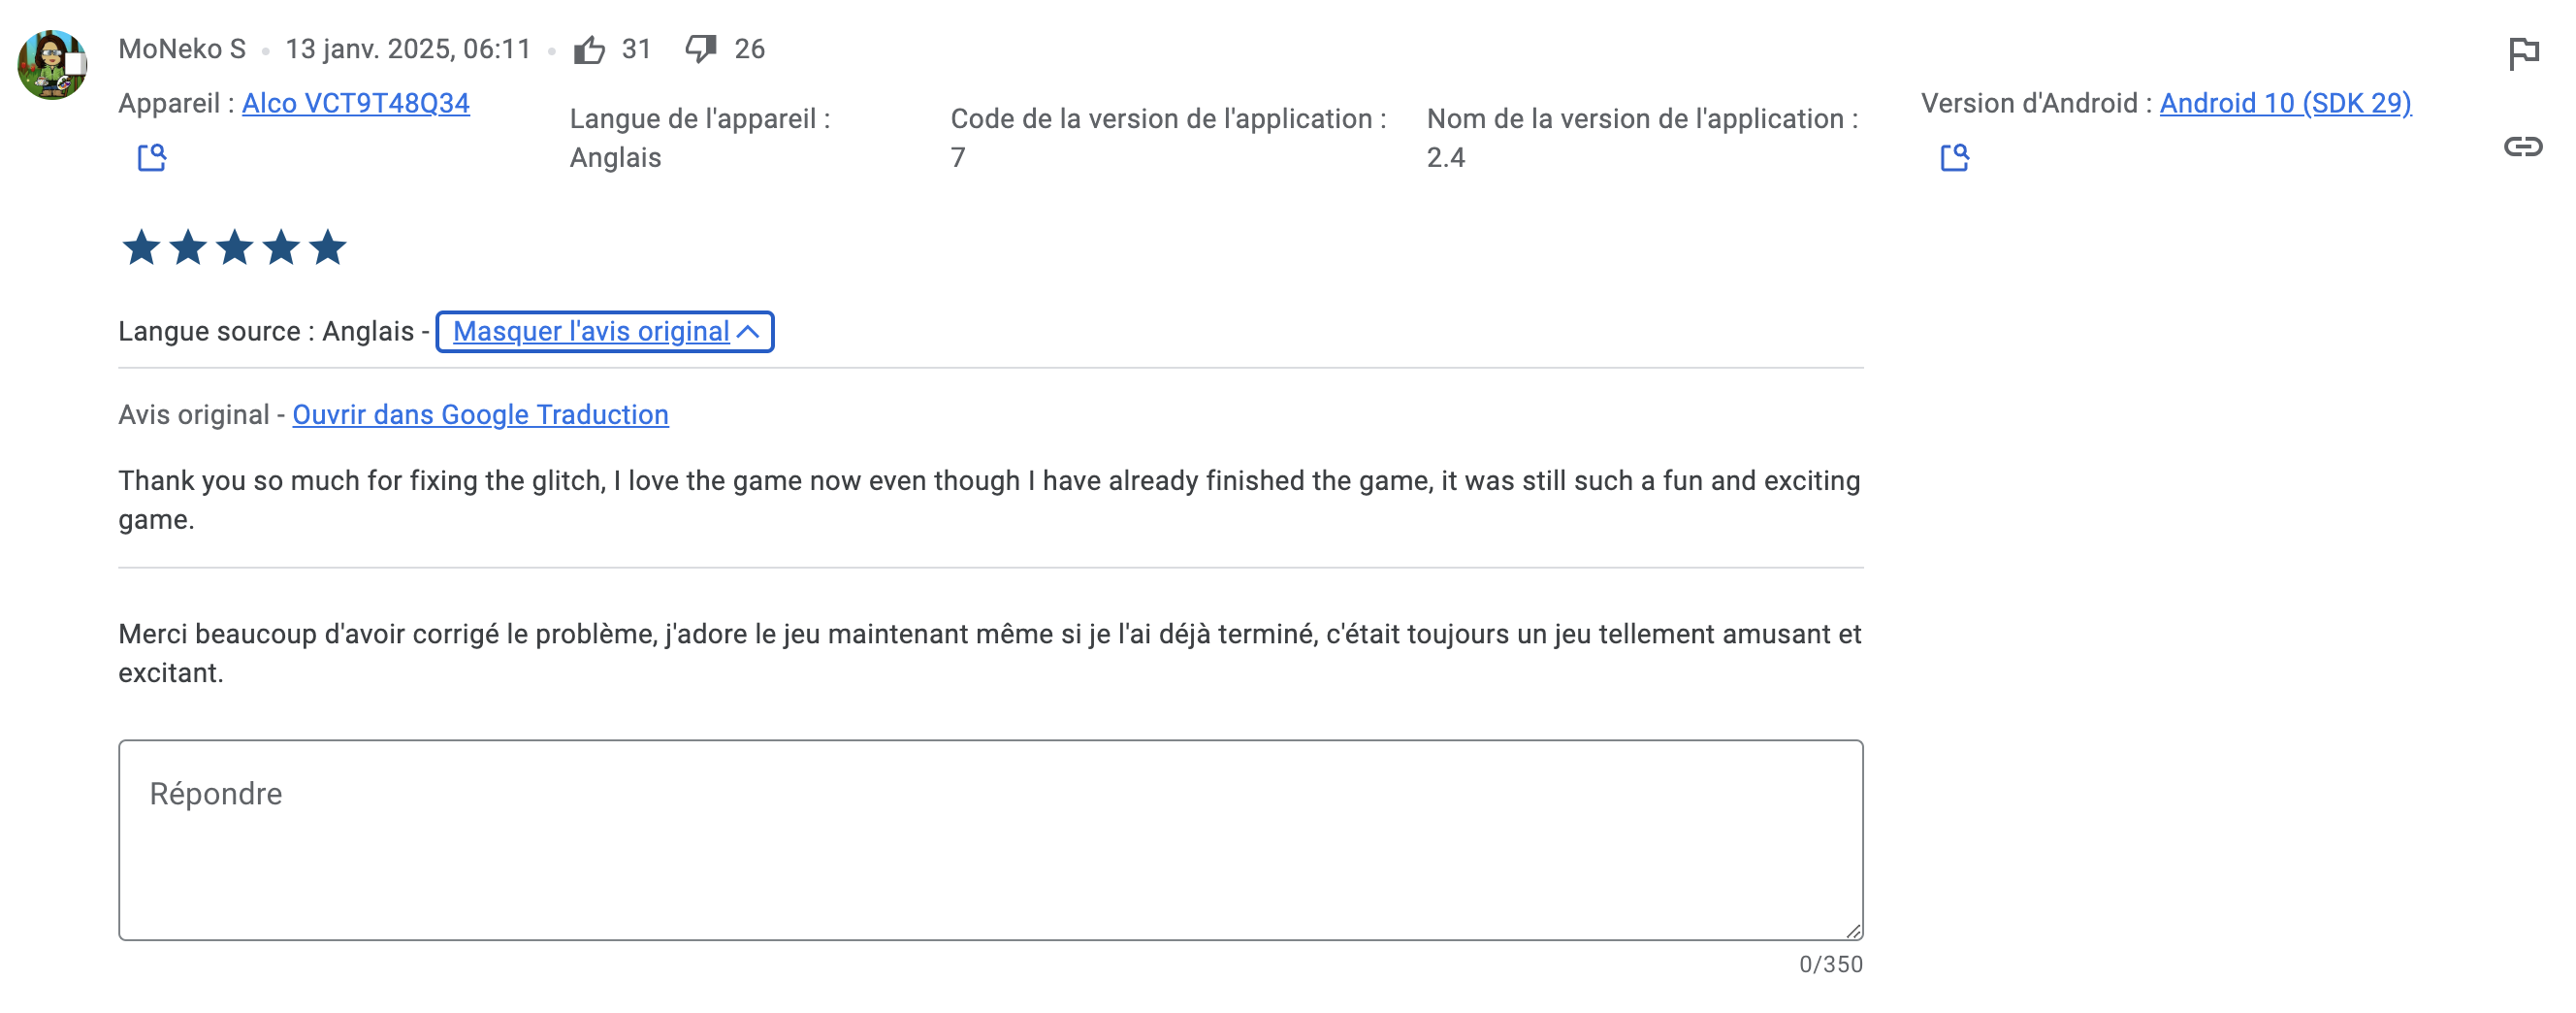 MoNeko S • 13 janv. 2025, 06:11 • 31 26
Appareil : Alco VCT9T48Q34
Langue de l'appareil :
Anglais
Code de la version de l'application :
7
Nom de la version de l'application :
2.4
Version d'Android : Android 10 (SDK 29)
Langue source : Anglais - Masquer l'avis original
Avis original - Ouvrir dans Google Traduction
Thank you so much for fixing the glitch, I love the game now even though I have already finished the game, it was still such a fun and exciting
game.
Merci beaucoup d'avoir corrigé le problème, j'adore le jeu maintenant même si je l'ai déjà terminé, c'était toujours un jeu tellement amusant et
excitant.
Répondre
0/350